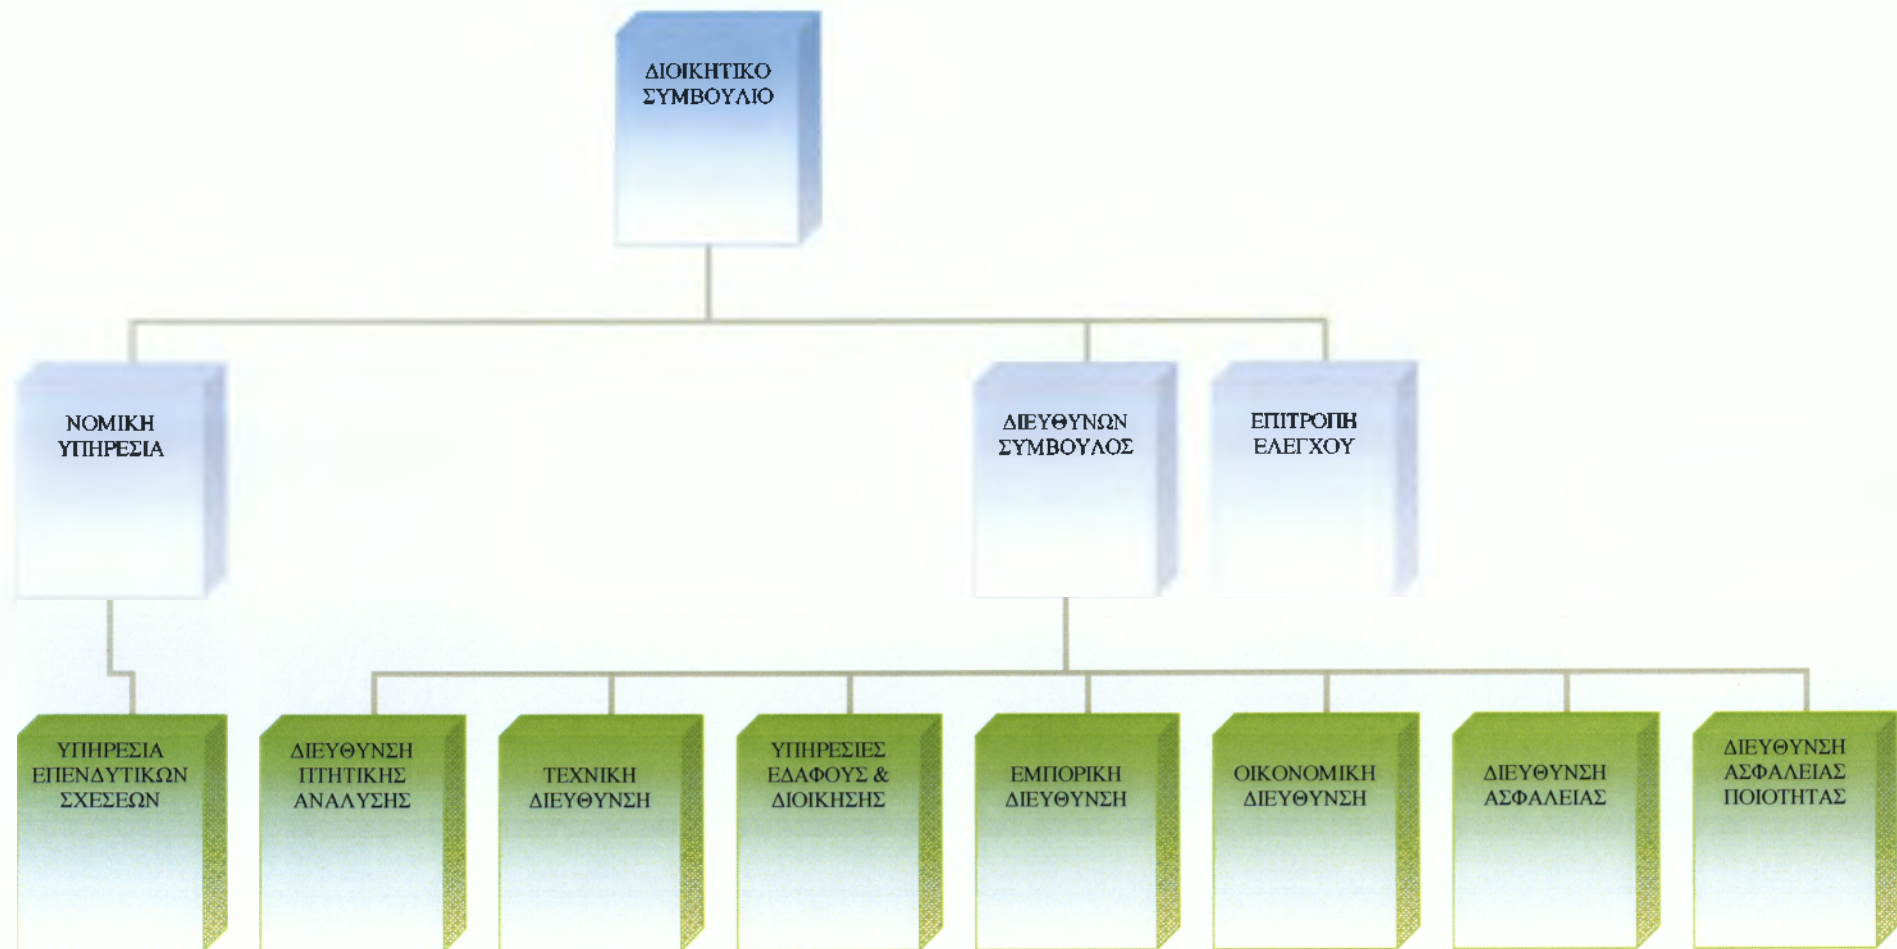 ΔΙΟΙΚΗΤΙΚΟ
ΣΥΜΒΟΥΛΙΟ
ΝΟΜΙΚΗ
ΥΠΗΡΕΣΙΑ
ΔΙΕΥΘΥΝΩΝ
ΣΥΜΒΟΥΛΟΣ
ΕΠΙΤΡΟΠΗ
ΕΛΕΓΧΟΥ
ΥΠΗΡΕΣΙΑ
ΕΠΕΝΔΥΤΙΚΩΝ
ΣΧΕΣΕΩΝ
ΔΙΕΥΘΥΝΣΗ
ΠΤΗΤΙΚΗΣ
ΑΝΑΛΥΣΗΣ
ΤΕΧΝΙΚΗ
ΔΙΕΥΘΥΝΣΗ
ΥΠΗΡΕΣΙΕΣ
ΕΔΑΦΟΥΣ &
ΔΙΟΙΚΗΣΗΣ
ΕΜΠΟΡΙΚΗ
ΔΙΕΥΘΥΝΣΗ
ΟΙΚΟΝΟΜΙΚΗ
ΔΙΕΥΘΥΝΣΗ
ΔΙΕΥΘΥΝΣΗ
ΑΣΦΑΛΕΙΑΣ
ΔΙΕΥΘΥΝΣΗ
ΑΣΦΑΛΕΙΑΣ
ΠΟΙΟΤΗΤΑΣ